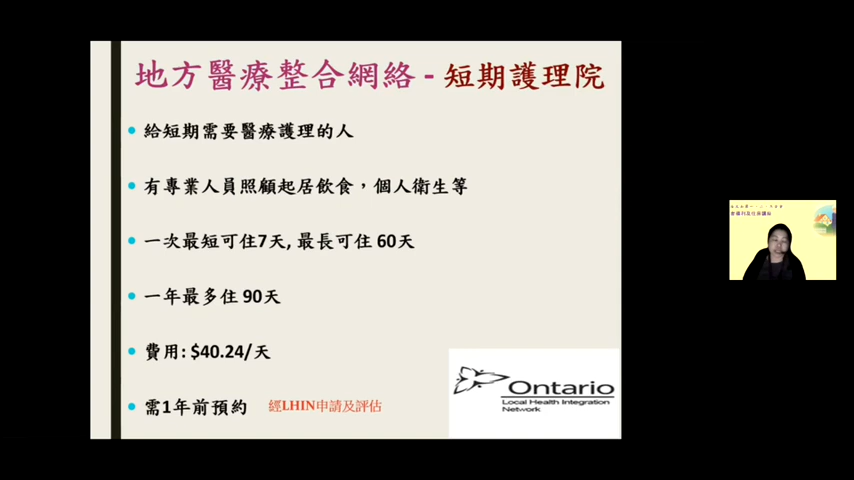 地方醫療整合網絡 - 短期護理院
給短期需要醫療護理的人
有專業人員照顧起居飲食，個人衛生等
一次最短可住7天, 最長可住 60天
一年最多住 90天
費用: $40.24/天
需1年前預約 經LHIN申請及評估
Ontario
Local Health Integration
Network